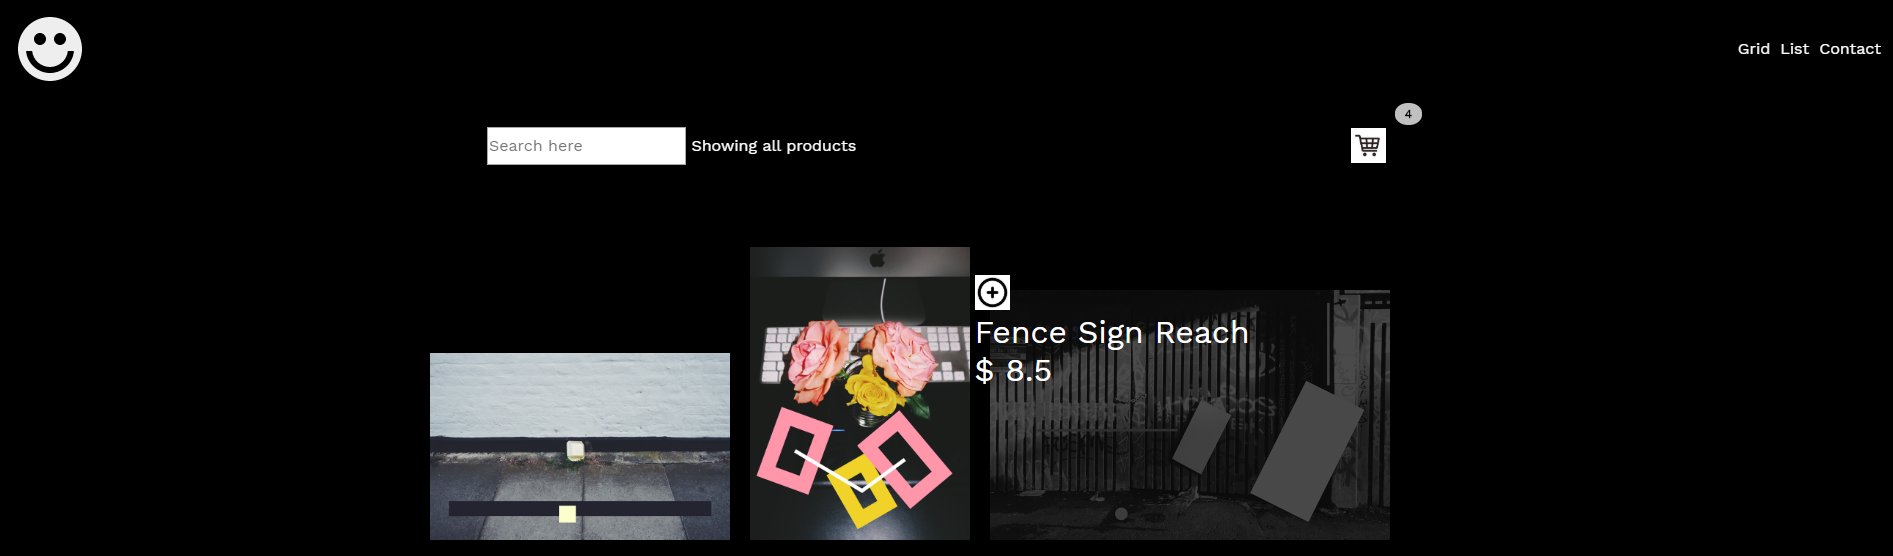 Grid List Contact
4
Search here
Showing all products
Fence Sign Reach
$ 8.5